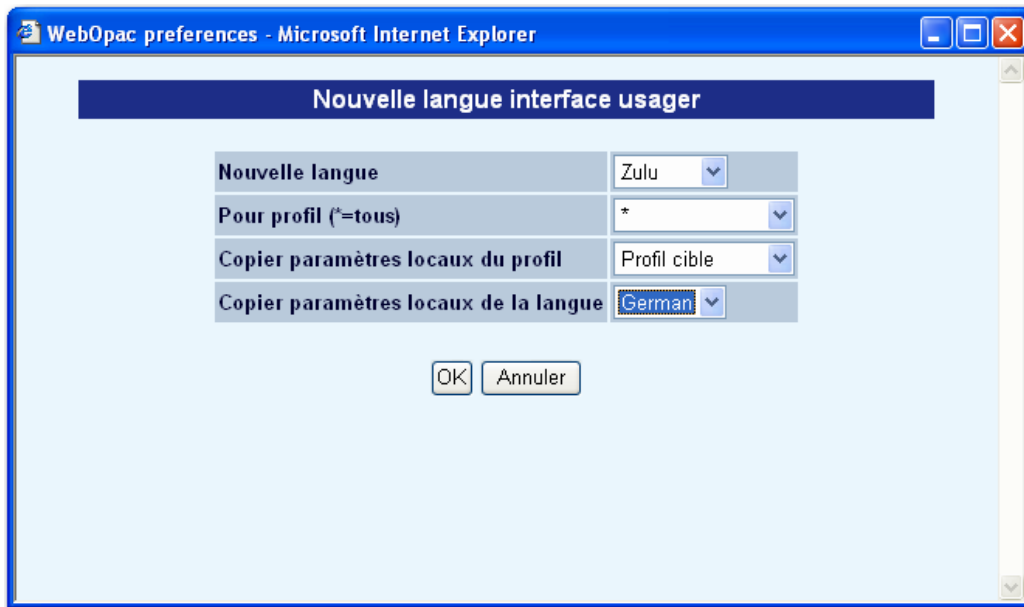 WebOpac preferences - Microsoft Internet Explorer
Nouvelle langue interface usager
Nouvelle langue Zulu
Pour profil (*=tous) *
Copier paramètres locaux du profil Profil cible
Copier paramètres locaux de la langue German
OK Annuler